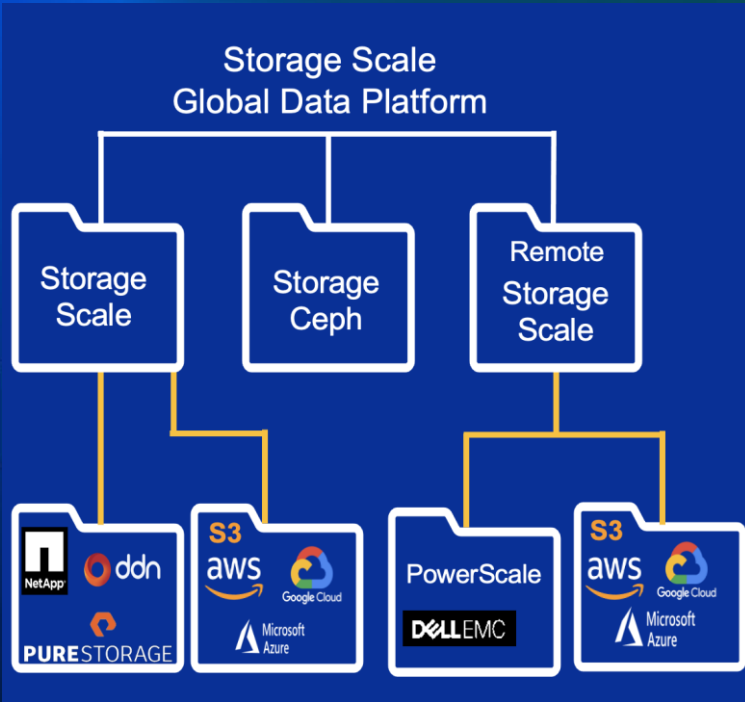 Storage Scale
Global Data Platform
Storage
Scale
Storage
Ceph
Remote
Storage
Scale
NetApp
ddn
PURESTORAGE
S3
aws
Google Cloud
Microsoft
Azure
PowerScale
DELLEMC
S3
aws
Google Cloud
Microsoft
Azure